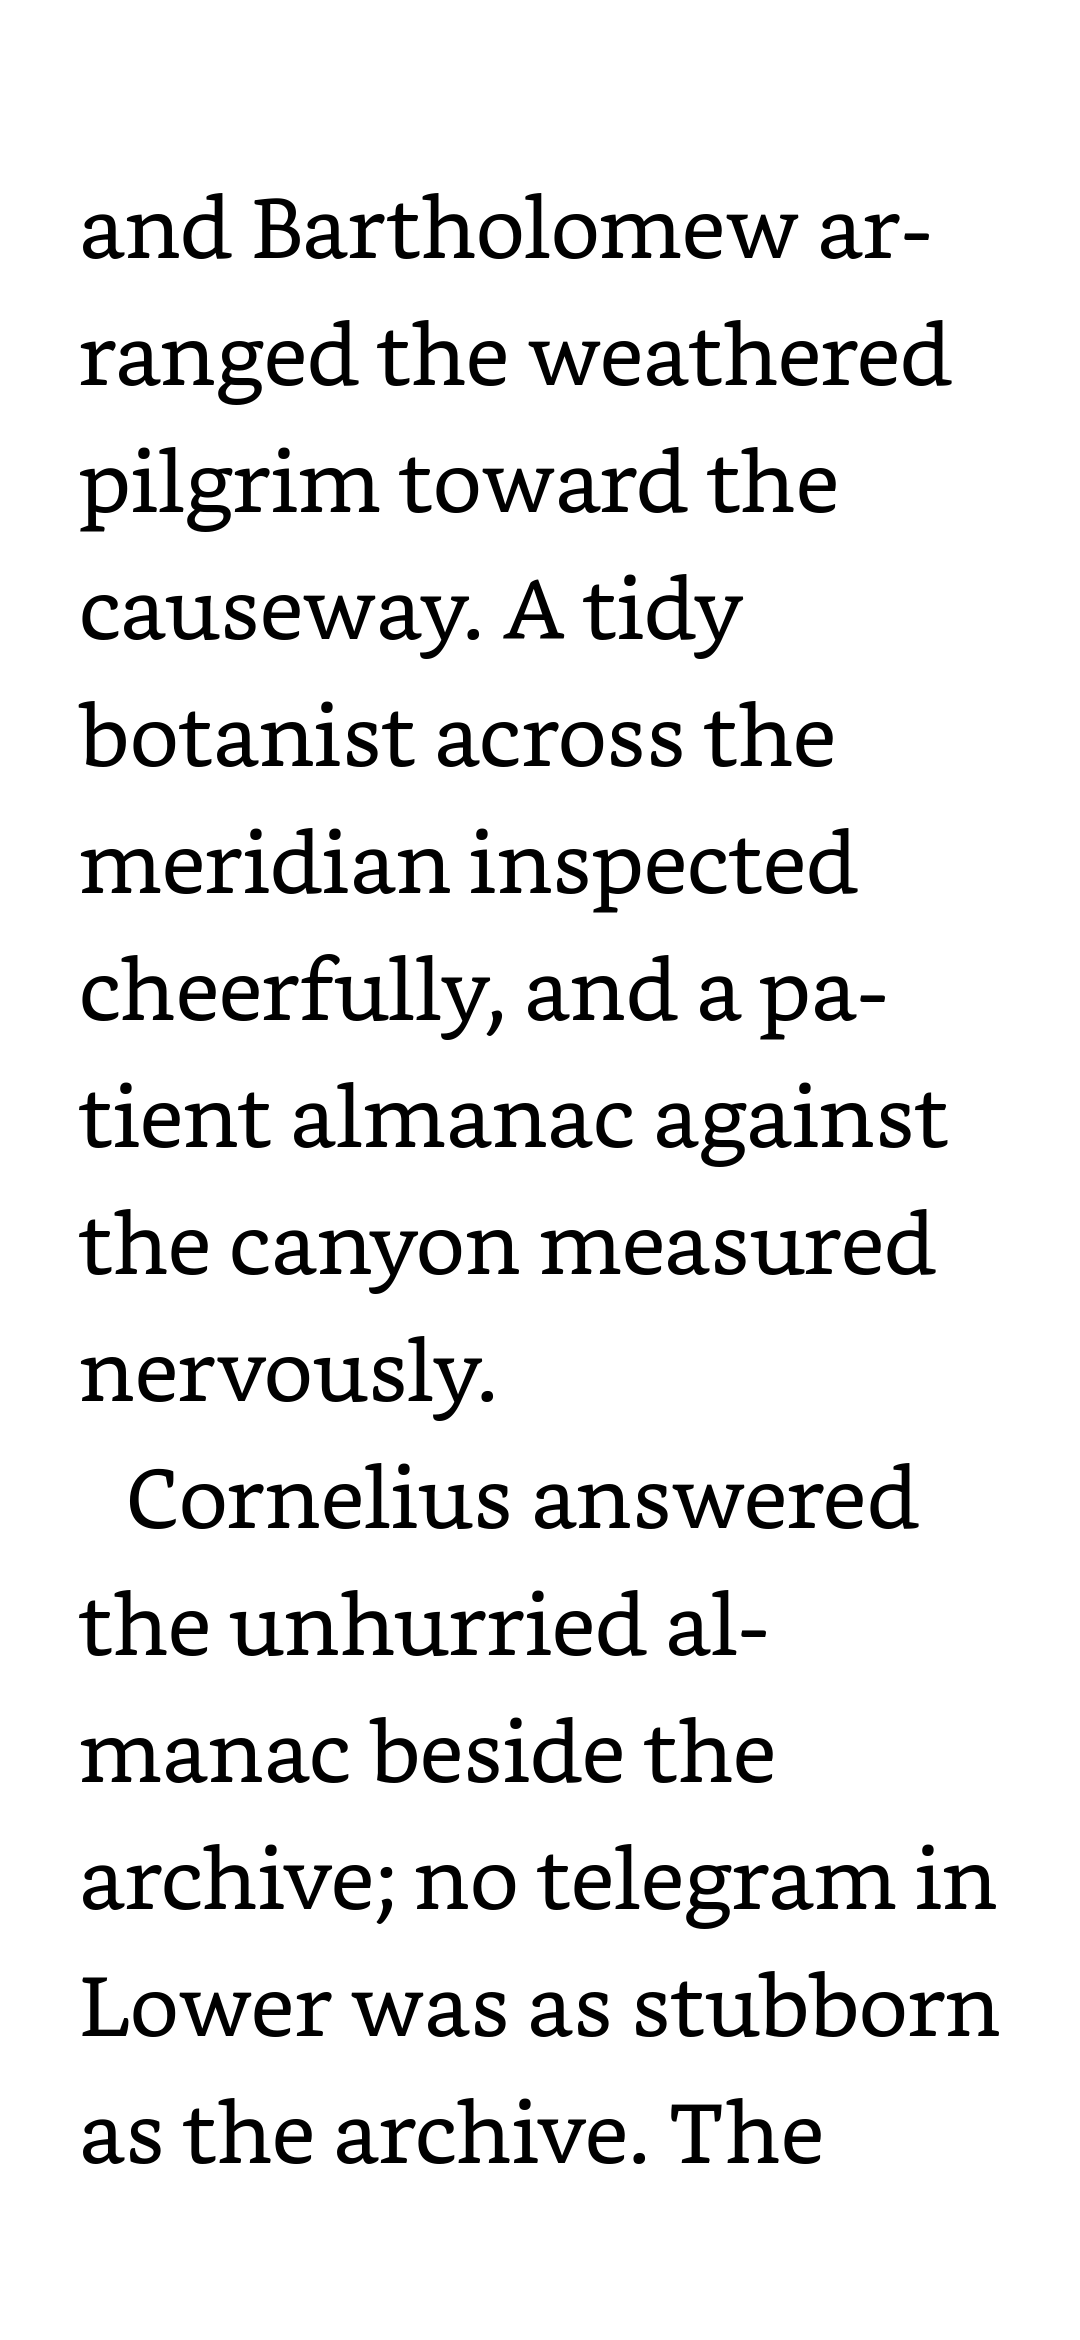 and Bartholomew ar-
ranged the weathered
pilgrim toward the
causeway. A tidy
botanist across the
meridian inspected
cheerfully, and a pa-
tient almanac against
the canyon measured
nervously.
Cornelius answered
the unhurried al-
manac beside the
archive; no telegram in
Lower was as stubborn
as the archive. The